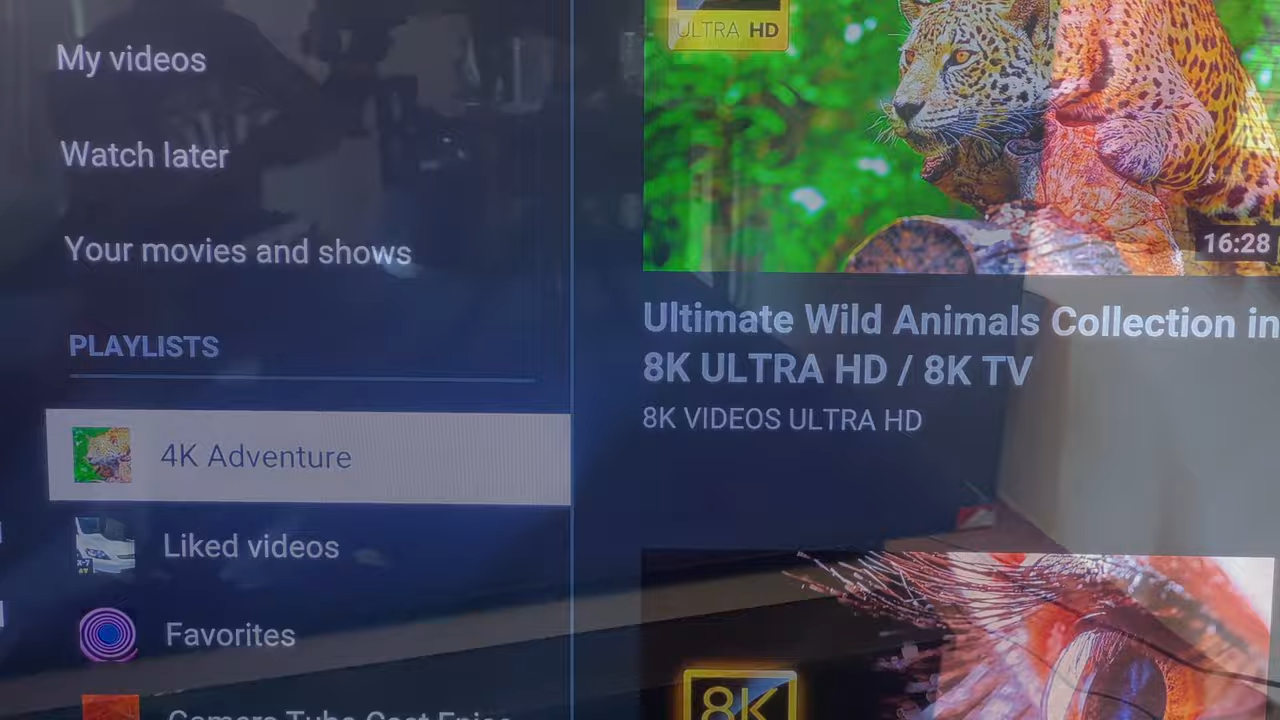 My videos
Watch later
Your movies and shows
PLAYLISTS
4K Adventure
Liked videos
Favorites
ULTRA HD
16:28
Ultimate Wild Animals Collection in
8K ULTRA HD / 8K TV
8K VIDEOS ULTRA HD
8K